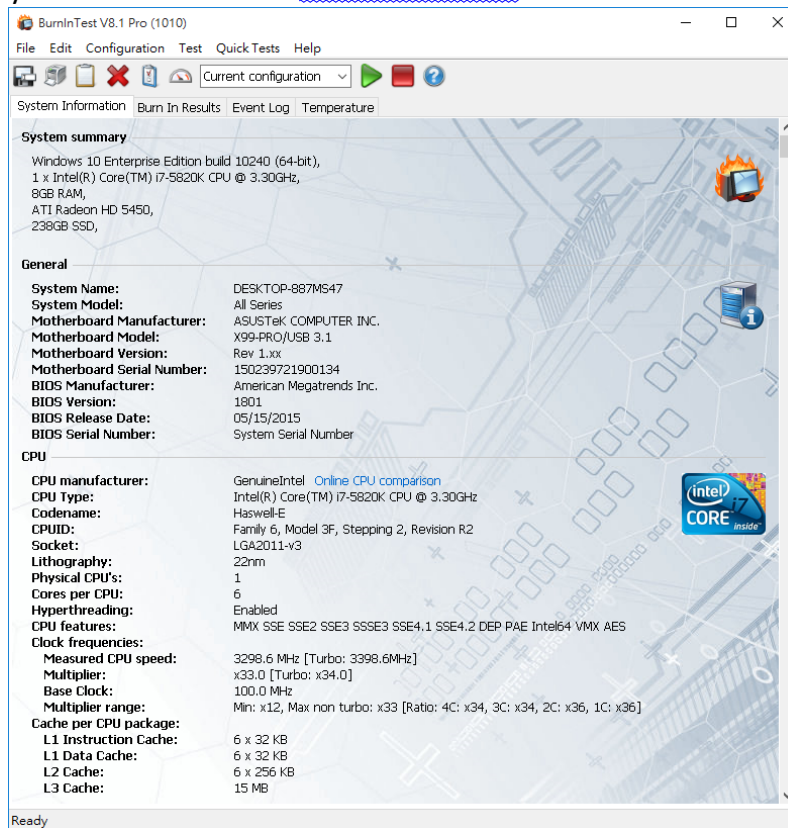 BurnInTest V8.1 Pro (1010)
File Edit Configuration Test Quick Tests Help
Current configuration
System Information Burn In Results Event Log Temperature
System summary
Windows 10 Enterprise Edition build 10240 (64-bit),
1 x Intel(R) Core(TM) i7-5820K CPU @ 3.30GHz,
8GB RAM,
ATI Radeon HD 5450,
238GB SSD,
General
System Name: DESKTOP-887MS47
System Model: All Series
Motherboard Manufacturer: ASUSTeK COMPUTER INC.
Motherboard Model: X99-PRO/USB 3.1
Motherboard Version: Rev 1.xx
Motherboard Serial Number: 150239721900134
BIOS Manufacturer: American Megatrends Inc.
BIOS Version: 1801
BIOS Release Date: 05/15/2015
BIOS Serial Number: System Serial Number
CPU
CPU manufacturer: GenuineIntel Online CPU comparison
CPU Type: Intel(R) Core(TM) i7-5820K CPU @ 3.30GHz
Codename: Haswell-E
CPUID: Family 6, Model 3F, Stepping 2, Revision R2
Socket: LGA2011-v3
Lithography: 22nm
Physical CPU's: 1
Cores per CPU: 6
Hyperthreading: Enabled
CPU features: MMX SSE SSE2 SSE3 SSSE3 SSE4.1 SSE4.2 DEP PAE Intel64 VMX AES
Clock frequencies:
Measured CPU speed: 3298.6 MHz [Turbo: 3398.6MHz]
Multiplier: x33.0 [Turbo: x34.0]
Base Clock: 100.0 MHz
Multiplier range: Min: x12, Max non turbo: x33 [Ratio: 4C: x34, 3C: x34, 2C: x36, 1C: x36]
Cache per CPU package:
L1 Instruction Cache: 6 x 32 KB
L1 Data Cache: 6 x 32 KB
L2 Cache: 6 x 256 KB
L3 Cache: 15 MB
(intel) i7
CORE inside™
Ready